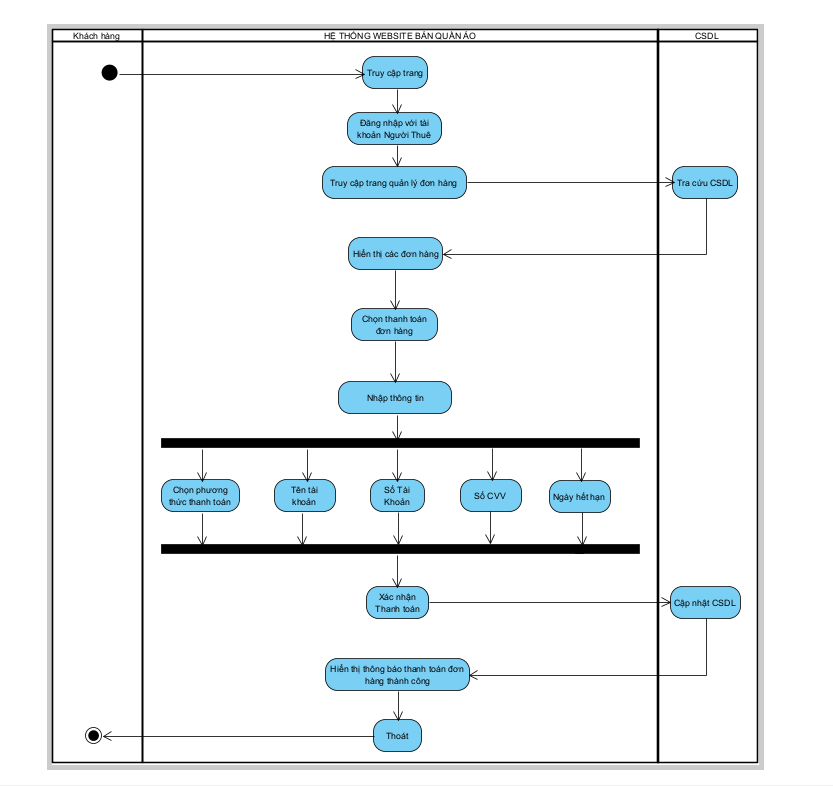 Khách hàng
HỆ THỐNG WEBSITE BÁN QUẦN ÁO
CSDL
Truy cập trang
Đăng nhập với tài
khoản Người Thuê
Truy cập trang quản lý đơn hàng
Tra cứu CSDL
Hiển thị các đơn hàng
Chọn thanh toán
đơn hàng
Nhập thông tin
Chọn phương
thức thanh toán
Tên tài
khoản
Số Tài
Khoản
Số CVV
Ngày hết hạn
Xác nhận
Thanh toán
Cập nhật CSDL
Hiển thị thông báo thanh toán đơn
hàng thành công
Thoát